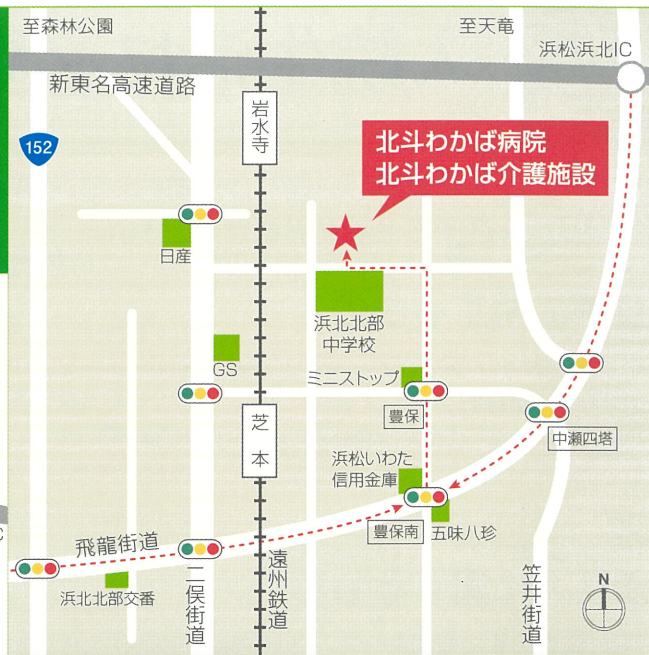 至森林公園
至天竜
浜松浜北IC
新東名高速道路
152
岩水寺
北斗わかば病院
北斗わかば介護施設
日産
浜北北部
中学校
GS
ミニストップ
豊保
芝本
中瀬四塔
浜松いわた
信用金庫
豊保南
五味八珍
飛龍街道
浜北北部交番
二俣街道
遠州鉄道
笠井街道
N
C